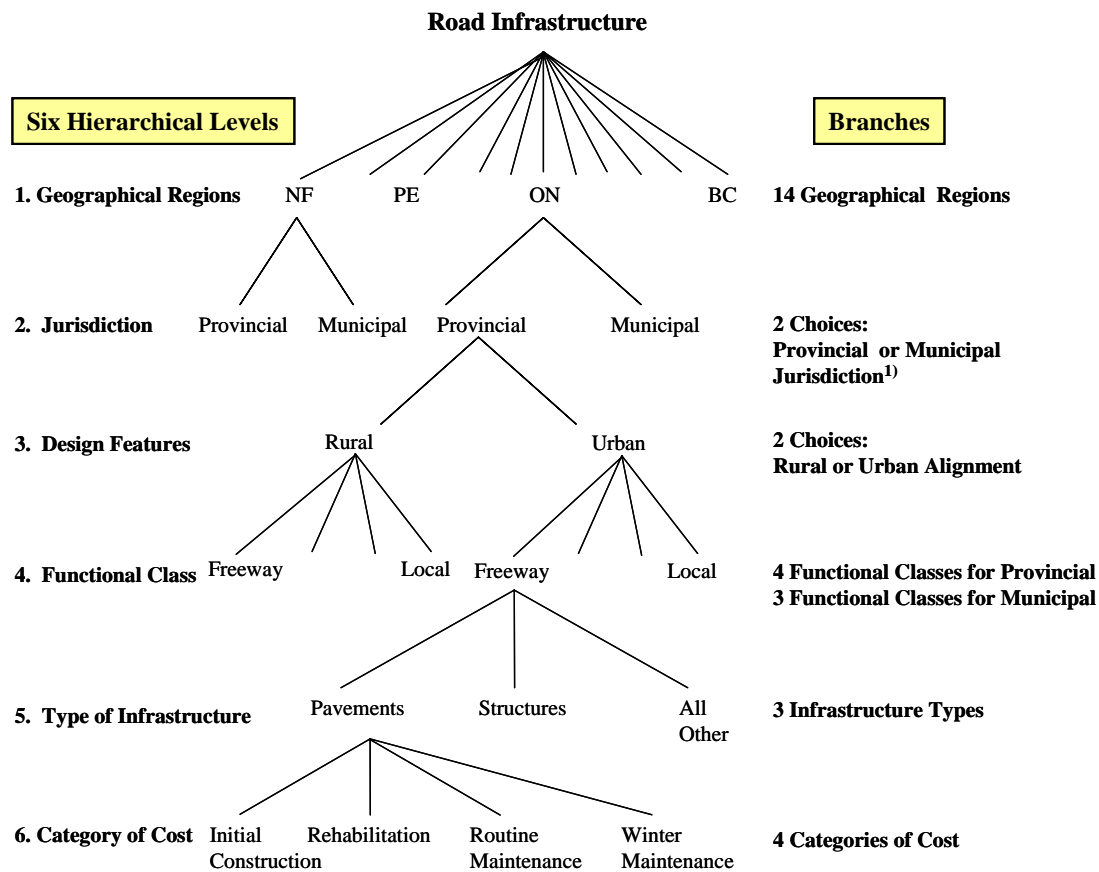 Road Infrastructure
Six Hierarchical Levels
Branches
1. Geographical Regions NF PE ON BC 14 Geographical Regions
2. Jurisdiction Provincial Municipal Provincial Municipal 2 Choices:
Provincial or Municipal
Jurisdiction1)
3. Design Features Rural Urban 2 Choices:
Rural or Urban Alignment
4. Functional Class Freeway Local Freeway Local 4 Functional Classes for Provincial
3 Functional Classes for Municipal
5. Type of Infrastructure Pavements Structures All 3 Infrastructure Types
Other
6. Category of Cost Initial Rehabilitation Routine Winter 4 Categories of Cost
Construction Maintenance Maintenance